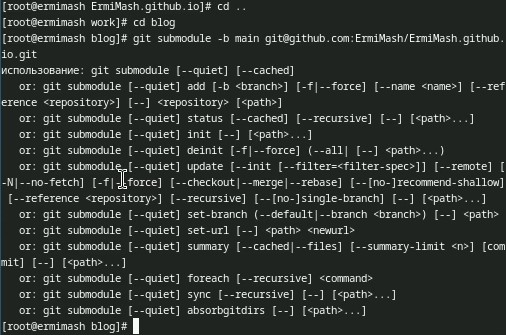 [root@ermimash ErmiMash.github.io]# cd ..
[root@ermimash work]# cd blog
[root@ermimash blog]# git submodule -b main git@github.com:ErmiMash/ErmiMash.github.
io.git
использование: git submodule [--quiet] [--cached]
or: git submodule [--quiet] add [-b <branch>] [-f|--force] [--name <name>] [--ref
erence <repository>] [--] <repository> [<path>]
or: git submodule [--quiet] status [--cached] [--recursive] [--] [<path>...]
or: git submodule [--quiet] init [--] [<path>...]
or: git submodule [--quiet] deinit [-f|--force] (--all| [--] <path>...)
or: git submodule [--quiet] update [--init [--filter=<filter-spec>]] [--remote] [
-N|--no-fetch] [-f|--force] [--checkout|--merge|--rebase] [--[no-]recommend-shallow]
[--reference <repository>] [--recursive] [--[no-]single-branch] [--] [<path>...]
or: git submodule [--quiet] set-branch (--default|--branch <branch>) [--] <path>
or: git submodule [--quiet] set-url [--] <path> <newurl>
or: git submodule [--quiet] summary [--cached|--files] [--summary-limit <n>] [com
mit] [--] [<path>...]
or: git submodule [--quiet] foreach [--recursive] <command>
or: git submodule [--quiet] sync [--recursive] [--] [<path>...]
or: git submodule [--quiet] absorbgitdirs [--] [<path>...]
[root@ermimash blog]#